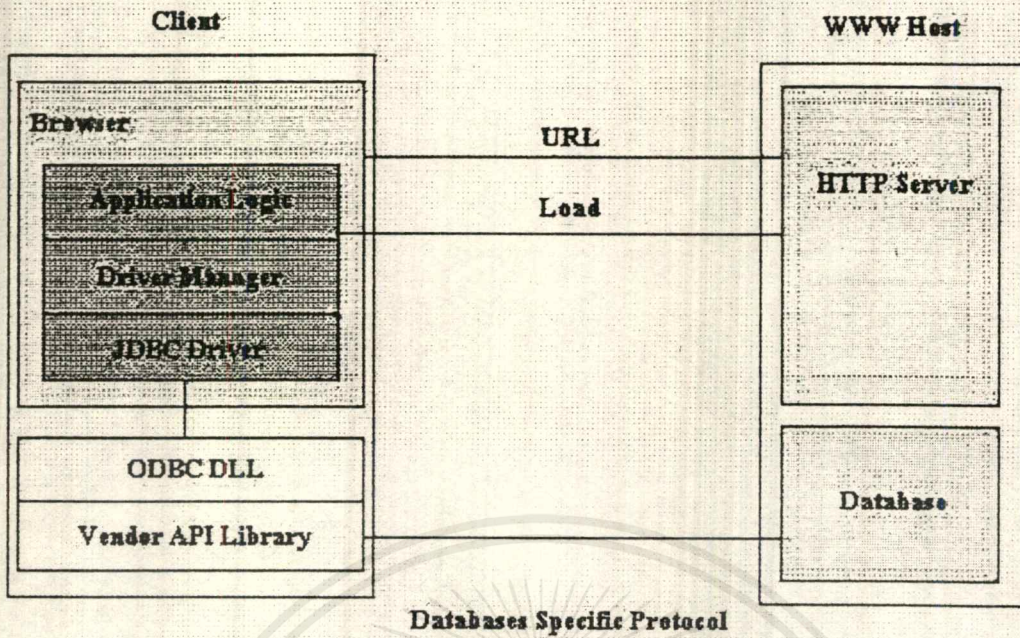 Client
WWW Host
Browser
URL
HTTP Server
Application Logic
Load
Driver Manager
JDBC Driver
ODBC DLL
Database
Vendor API Library
Databases Specific Protocol